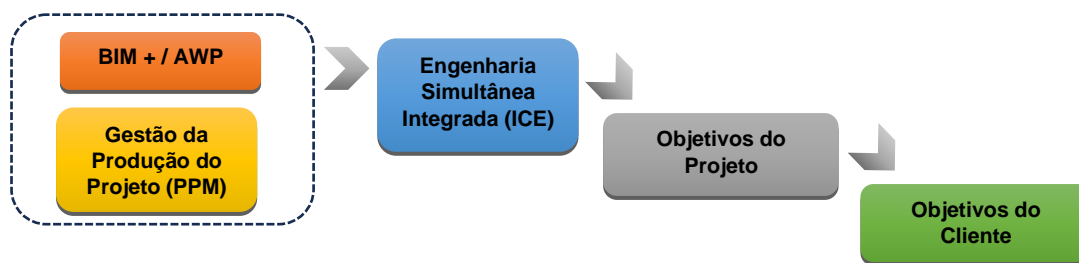 BIM + / AWP
Gestão da
Produção do
Projeto (PPM)
Engenharia
Simultânea
Integrada (ICE)
Objetivos do
Projeto
Objetivos do
Cliente